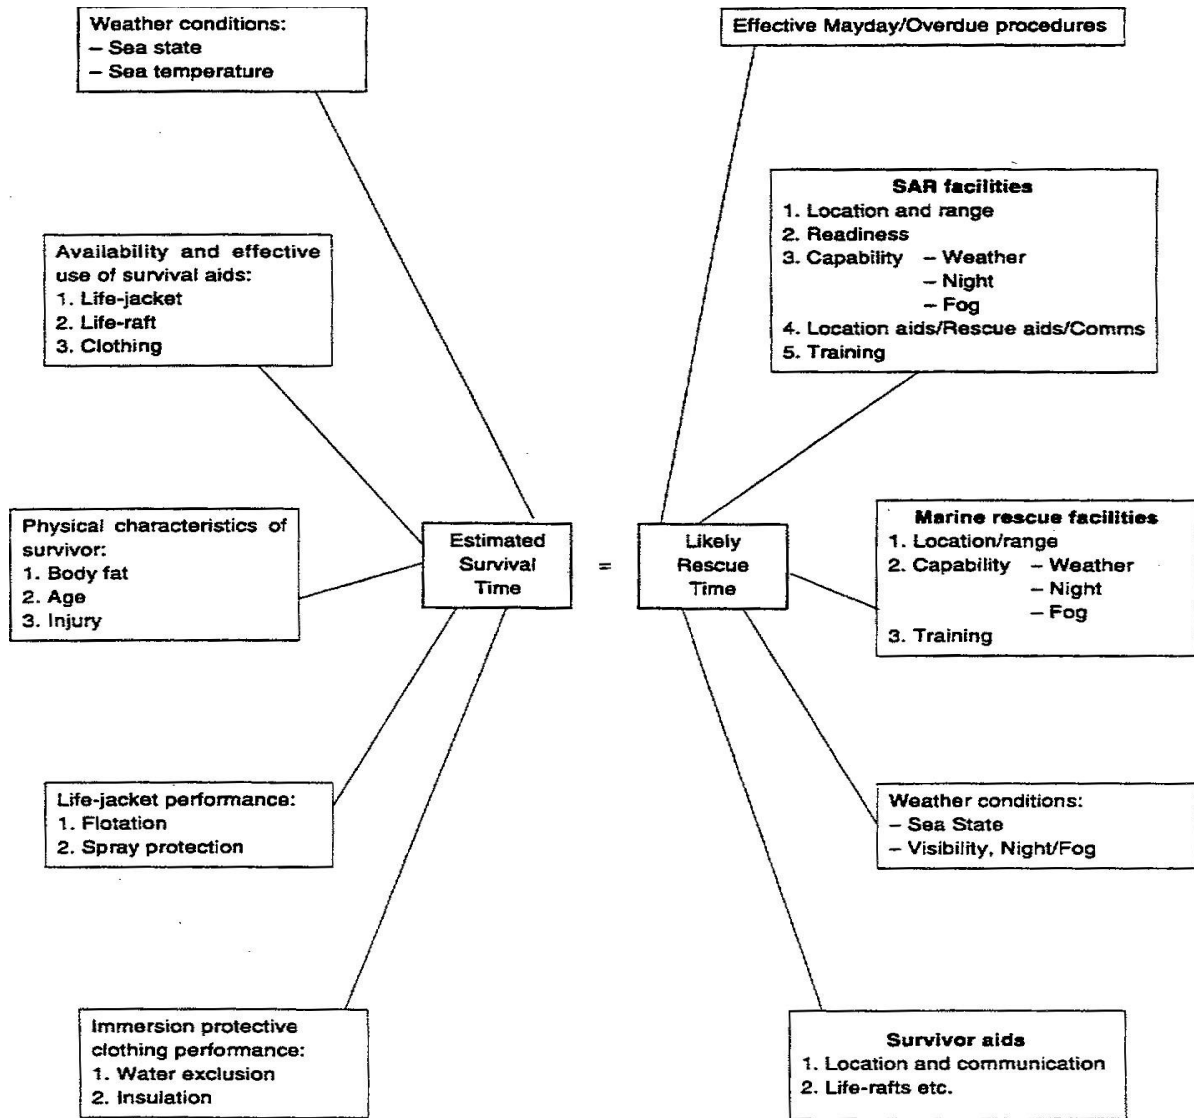 Weather conditions:
– Sea state
– Sea temperature
Effective Mayday/Overdue procedures
SAR facilities
1. Location and range
2. Readiness
3. Capability – Weather
– Night
– Fog
4. Location aids/Rescue aids/Comms
5. Training
Availability and effective
use of survival aids:
1. Life-jacket
2. Life-raft
3. Clothing
Physical characteristics of
survivor:
1. Body fat
2. Age
3. Injury
Estimated
Survival
Time
=
Likely
Rescue
Time
Marine rescue facilities
1. Location/range
2. Capability – Weather
– Night
– Fog
3. Training
Life-jacket performance:
1. Flotation
2. Spray protection
Weather conditions:
– Sea State
– Visibility, Night/Fog
Immersion protective
clothing performance:
1. Water exclusion
2. Insulation
Survivor aids
1. Location and communication
2. Life-rafts etc.